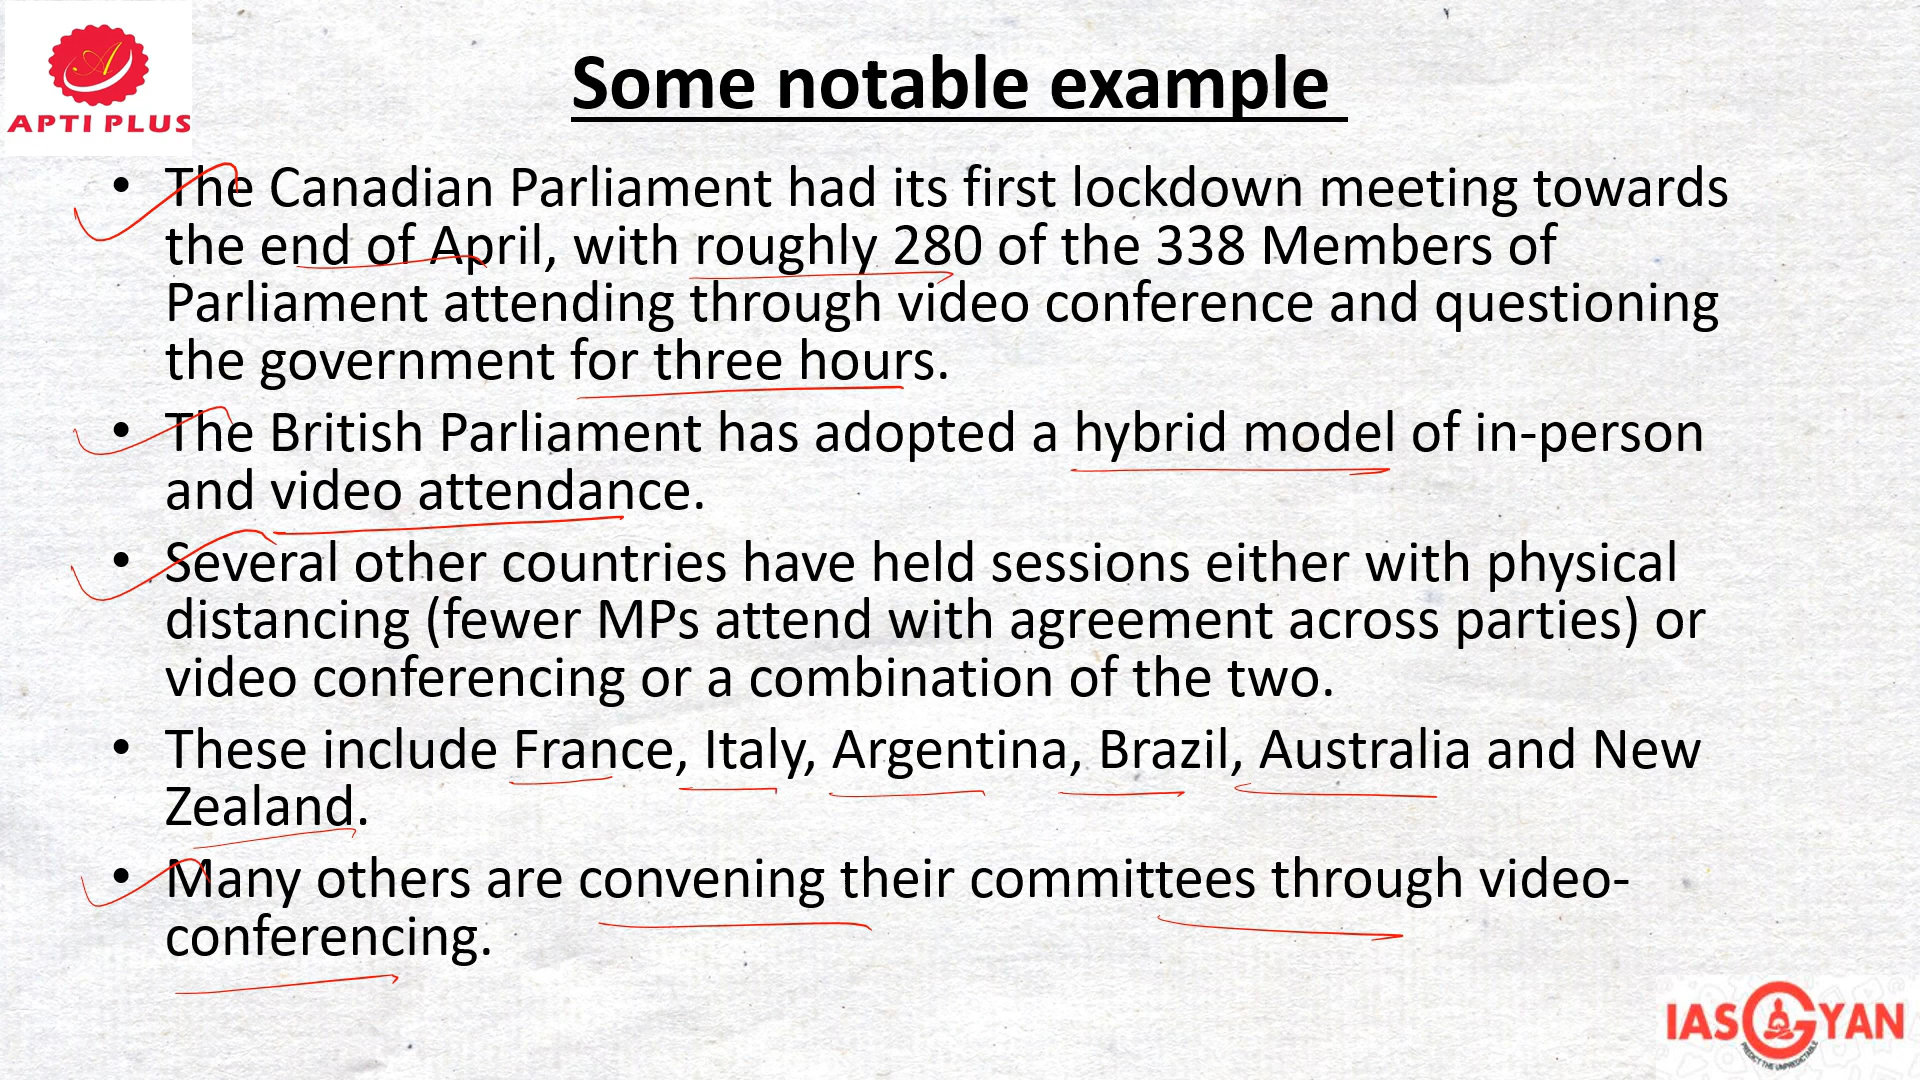 APTI PLUS
Some notable example
• The Canadian Parliament had its first lockdown meeting towards
the end of April, with roughly 280 of the 338 Members of
Parliament attending through video conference and questioning
the government for three hours.
• The British Parliament has adopted a hybrid model of in-person
and video attendance.
• Several other countries have held sessions either with physical
distancing (fewer MPs attend with agreement across parties) or
video conferencing or a combination of the two.
• These include France, Italy, Argentina, Brazil, Australia and New
Zealand.
• Many others are convening their committees through video-
conferencing.
IAS GYAN
PREDICT THE UNPREDICTABLE